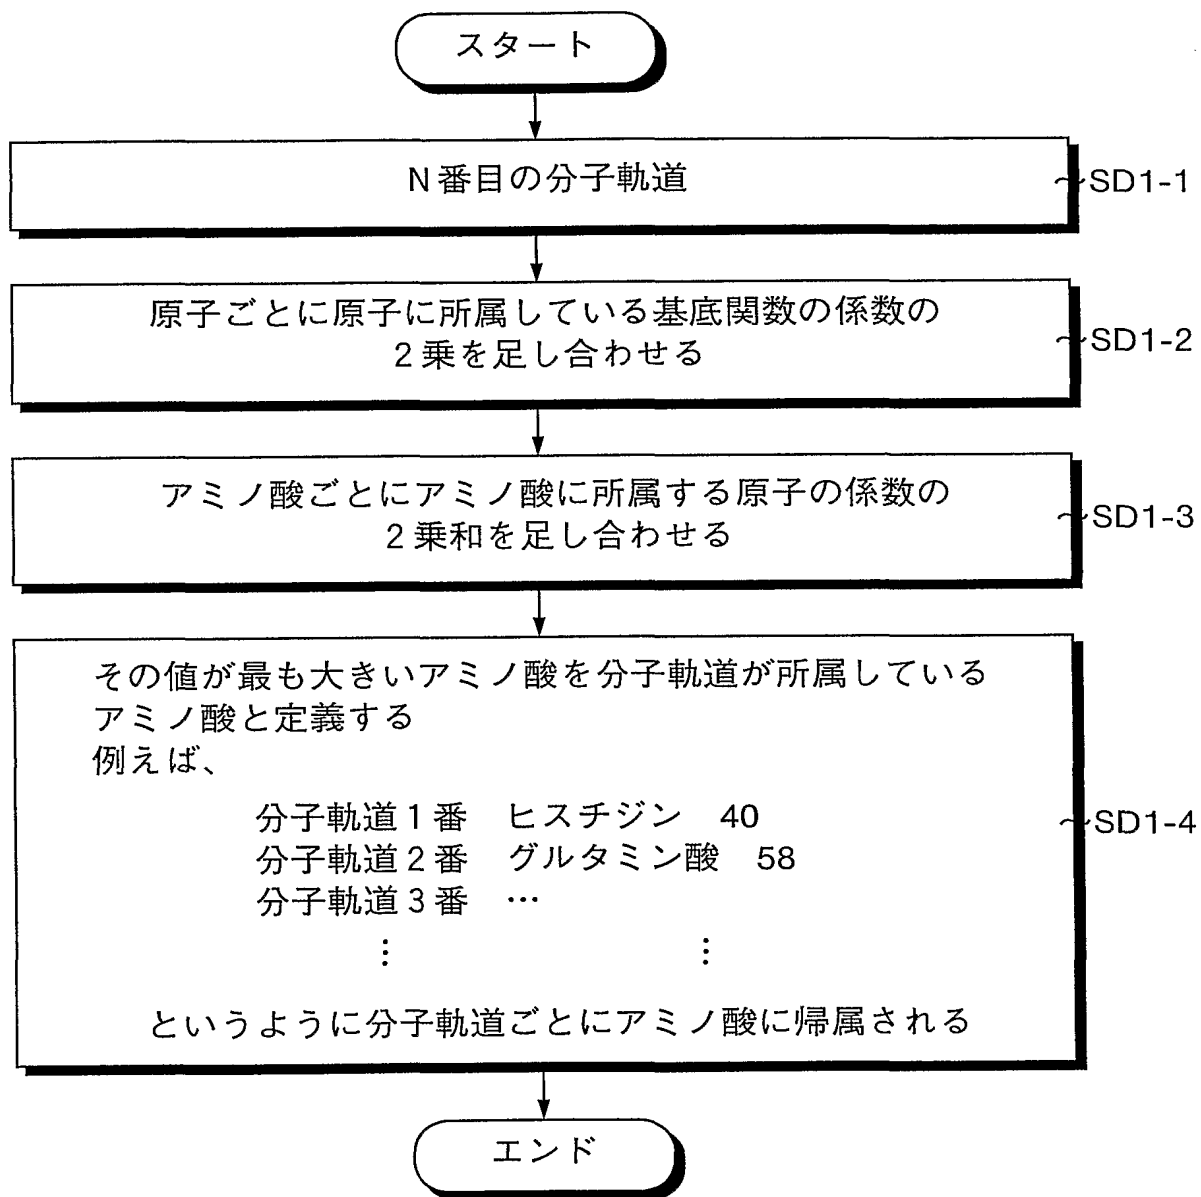 スタート
N番目の分子軌道
SD1-1
原子ごとに原子に所属している基底関数の係数の
2乗を足し合わせる
SD1-2
アミノ酸ごとにアミノ酸に所属する原子の係数の
2乗和を足し合わせる
SD1-3
その値が最も大きいアミノ酸を分子軌道が所属している
アミノ酸と定義する
例えば、
分子軌道1番 ヒスチジン 40
分子軌道2番 グルタミン酸 58
分子軌道3番 …
⋮ ⋮
というように分子軌道ごとにアミノ酸に帰属される
SD1-4
エンド